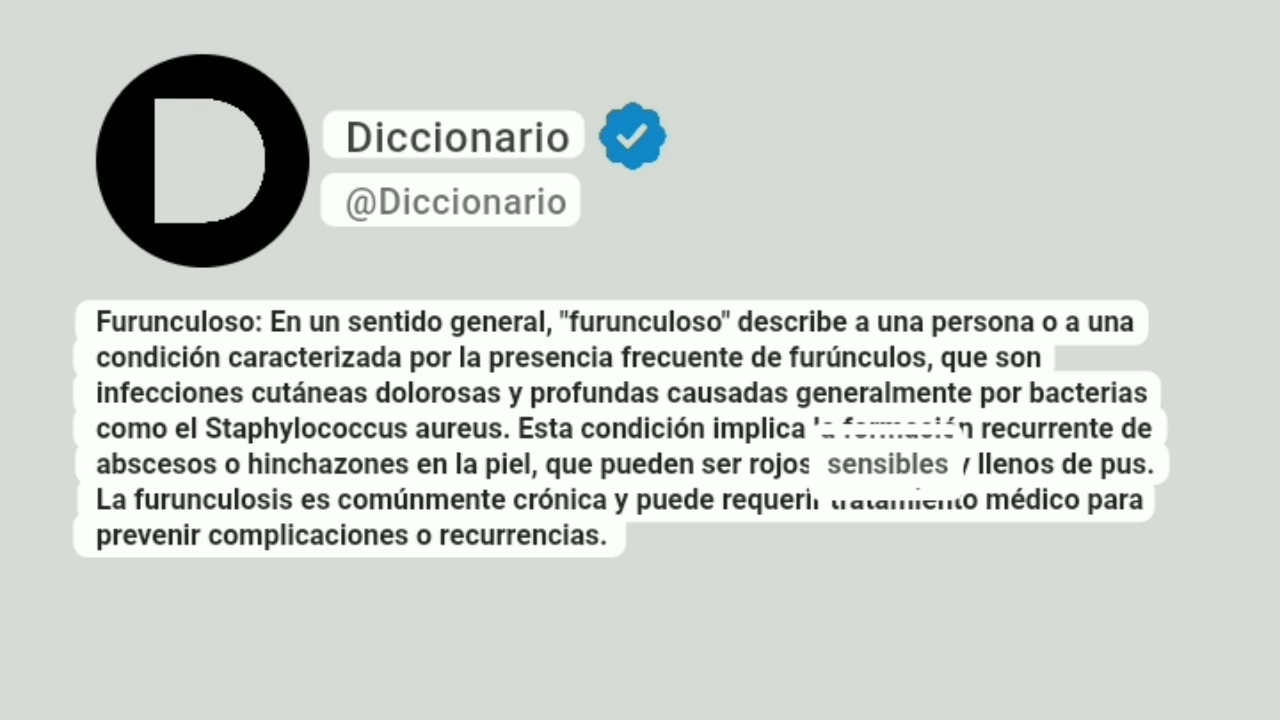 Diccionario
@Diccionario
Furunculoso: En un sentido general, "furunculoso" describe a una persona o a una
condición caracterizada por la presencia frecuente de furúnculos, que son
infecciones cutáneas dolorosas y profundas causadas generalmente por bacterias
como el Staphylococcus aureus. Esta condición implica la formación recurrente de
abscesos o hinchazones en la piel, que pueden ser rojos sensibles y llenos de pus.
La furunculosis es comúnmente crónica y puede requerir tratamiento médico para
prevenir complicaciones o recurrencias.